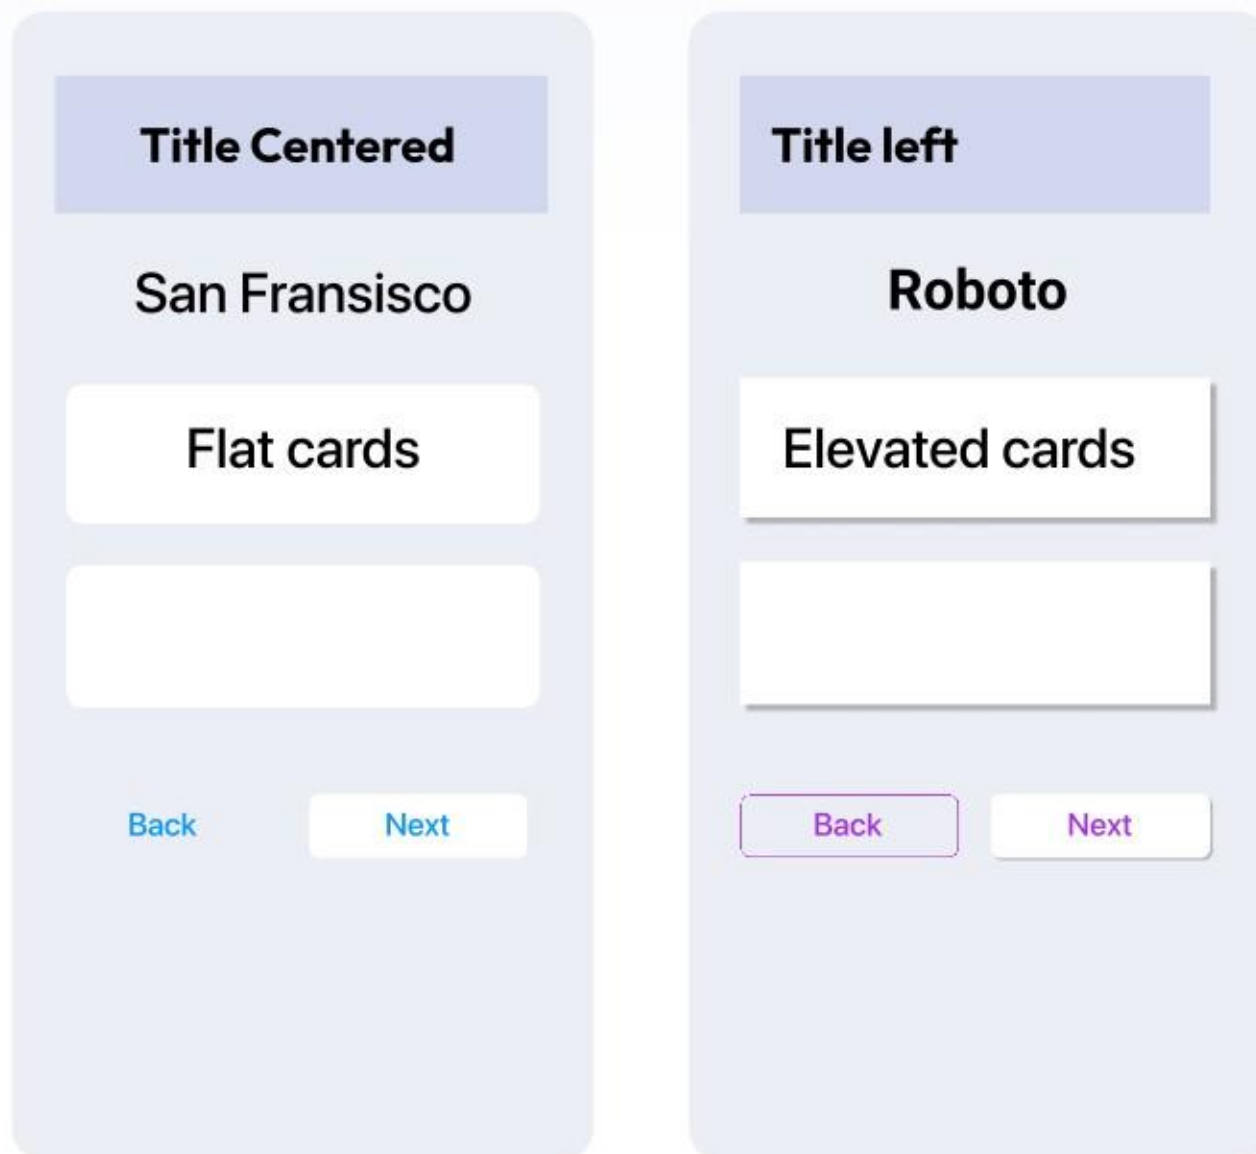 Title Centered
San Fransisco
Flat cards
Back
Next
Title left
Roboto
Elevated cards
Back
Next